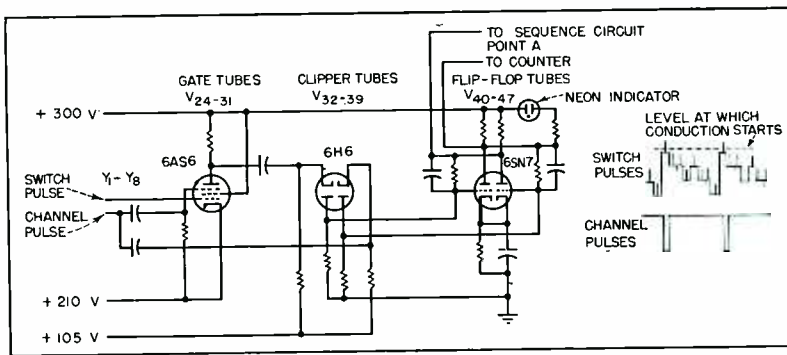 TO SEQUENCE CIRCUIT
POINT A
TO COUNTER
GATE TUBES
V24-31
CLIPPER TUBES
V32-39
FLIP-FLOP TUBES
V40-47
NEON INDICATOR
+ 300 V
LEVEL AT WHICH
CONDUCTION STARTS
6AS6
6H6
6SN7
SWITCH
PULSES
SWITCH
PULSE
Y1 - Y8
CHANNEL
PULSE
CHANNEL
PULSES
+ 210 V
+ 105 V